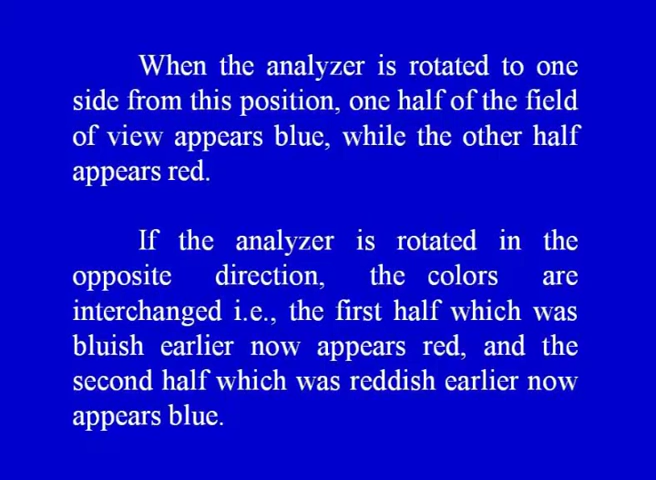 When the analyzer is rotated to one
side from this position, one half of the field
of view appears blue, while the other half
appears red.
If the analyzer is rotated in the
opposite direction, the colors are
interchanged i.e., the first half which was
bluish earlier now appears red, and the
second half which was reddish earlier now
appears blue.